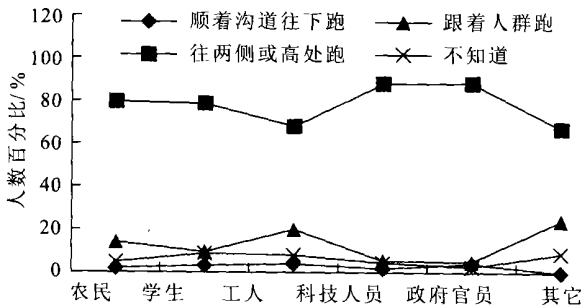 120
100
80
60
40
20
0
人数百分比/%
顺着沟道往下跑
跟着人群跑
往两侧或高处跑
不知道
农民 学生 工人 科技人员 政府官员 其它